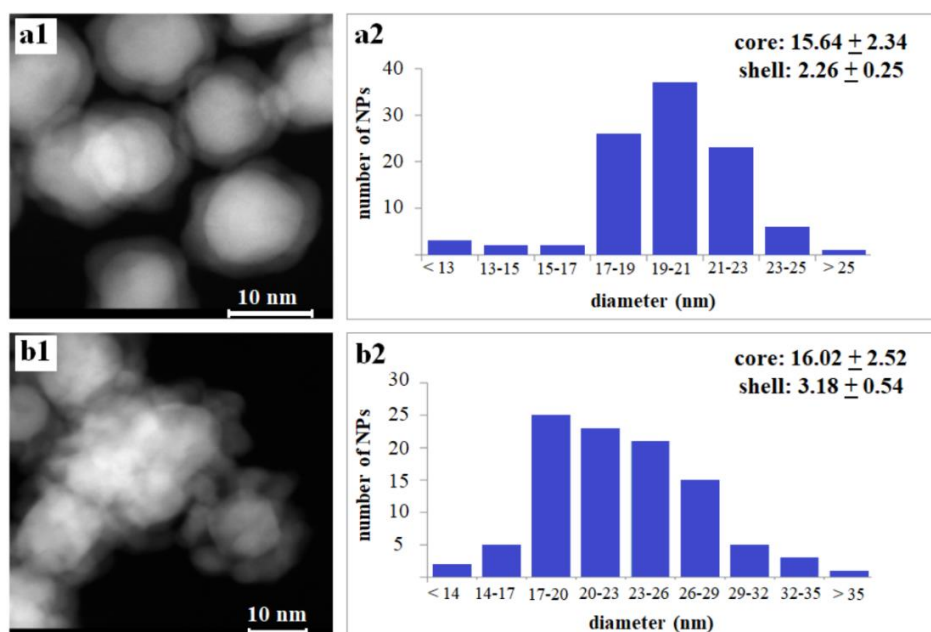 a1
10 nm
a2
core: 15.64 ± 2.34
shell: 2.26 ± 0.25
number of NPs
40
30
20
10
< 13
13-15
15-17
17-19
19-21
21-23
23-25
> 25
diameter (nm)
b1
10 nm
b2
core: 16.02 ± 2.52
shell: 3.18 ± 0.54
number of NPs
30
25
20
15
10
5
< 14
14-17
17-20
20-23
23-26
26-29
29-32
32-35
> 35
diameter (nm)